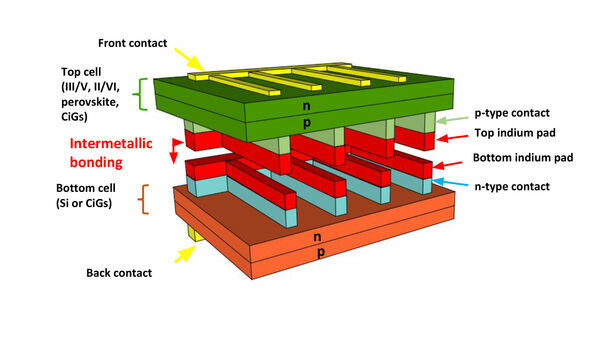 Front contact
Top cell
(III/V, II/VI,
perovskite,
CiGs)
n
p
p-type contact
Top indium pad
Intermetallic
bonding
Bottom indium pad
Bottom cell
(Si or CiGs)
n-type contact
n
p
Back contact